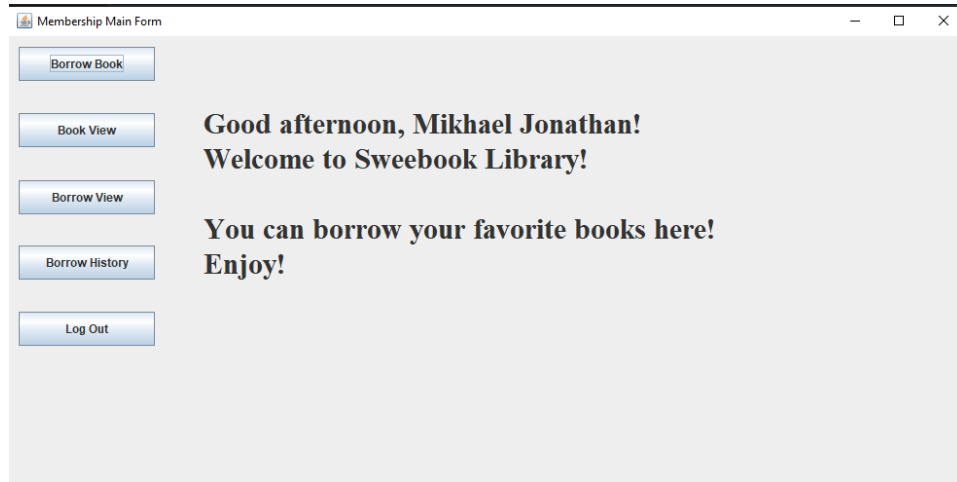 Membership Main Form
Borrow Book
Book View
Borrow View
Borrow History
Log Out
Good afternoon, Mikhael Jonathan!
Welcome to Sweebook Library!
You can borrow your favorite books here!
Enjoy!